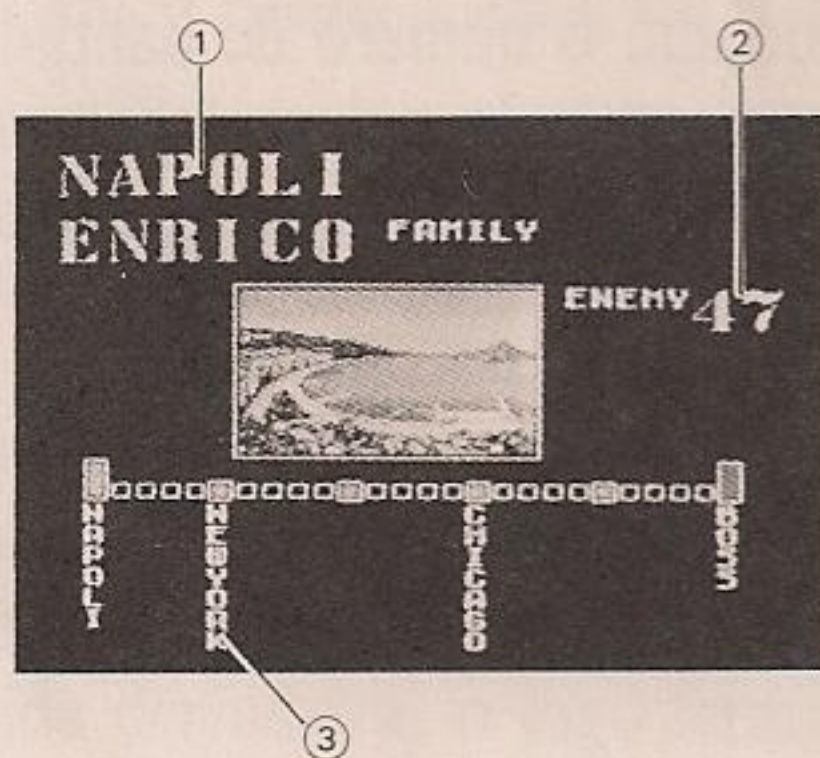 ①
②
NAPOLI
ENRICO FAMILY
ENEMY 47
NAPOLI
NEWYORK
CHICAGO
BOSS
③